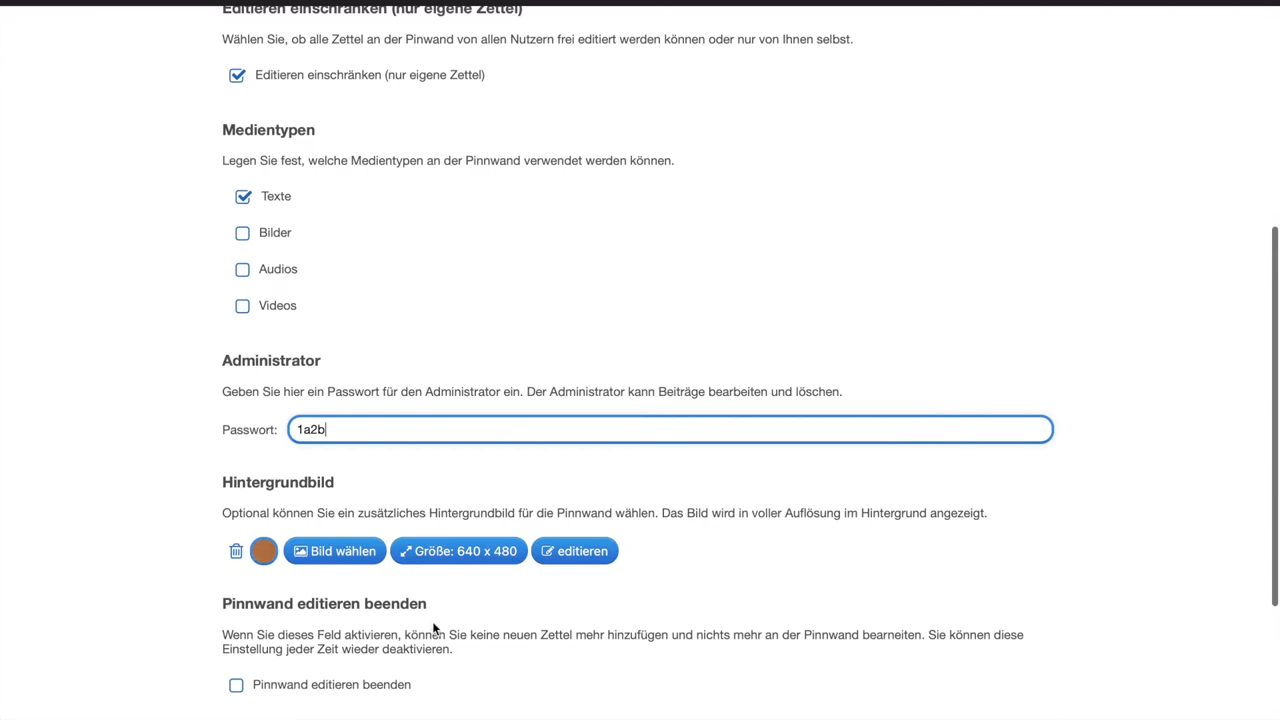 Editieren einschränken (nur eigene Zettel)
Wählen Sie, ob alle Zettel an der Pinwand von allen Nutzern frei editiert werden können oder nur von Ihnen selbst.
Editieren einschränken (nur eigene Zettel)
Medientypen
Legen Sie fest, welche Medientypen an der Pinnwand verwendet werden können.
Texte
Bilder
Audios
Videos
Administrator
Geben Sie hier ein Passwort für den Administrator ein. Der Administrator kann Beiträge bearbeiten und löschen.
Passwort: 1a2b
Hintergrundbild
Optional können Sie ein zusätzliches Hintergrundbild für die Pinnwand wählen. Das Bild wird in voller Auflösung im Hintergrund angezeigt.
Bild wählen Größe: 640 x 480 editieren
Pinnwand editieren beenden
Wenn Sie dieses Feld aktivieren, können Sie keine neuen Zettel mehr hinzufügen und nichts mehr an der Pinnwand bearneiten. Sie können diese
Einstellung jeder Zeit wieder deaktivieren.
Pinnwand editieren beenden